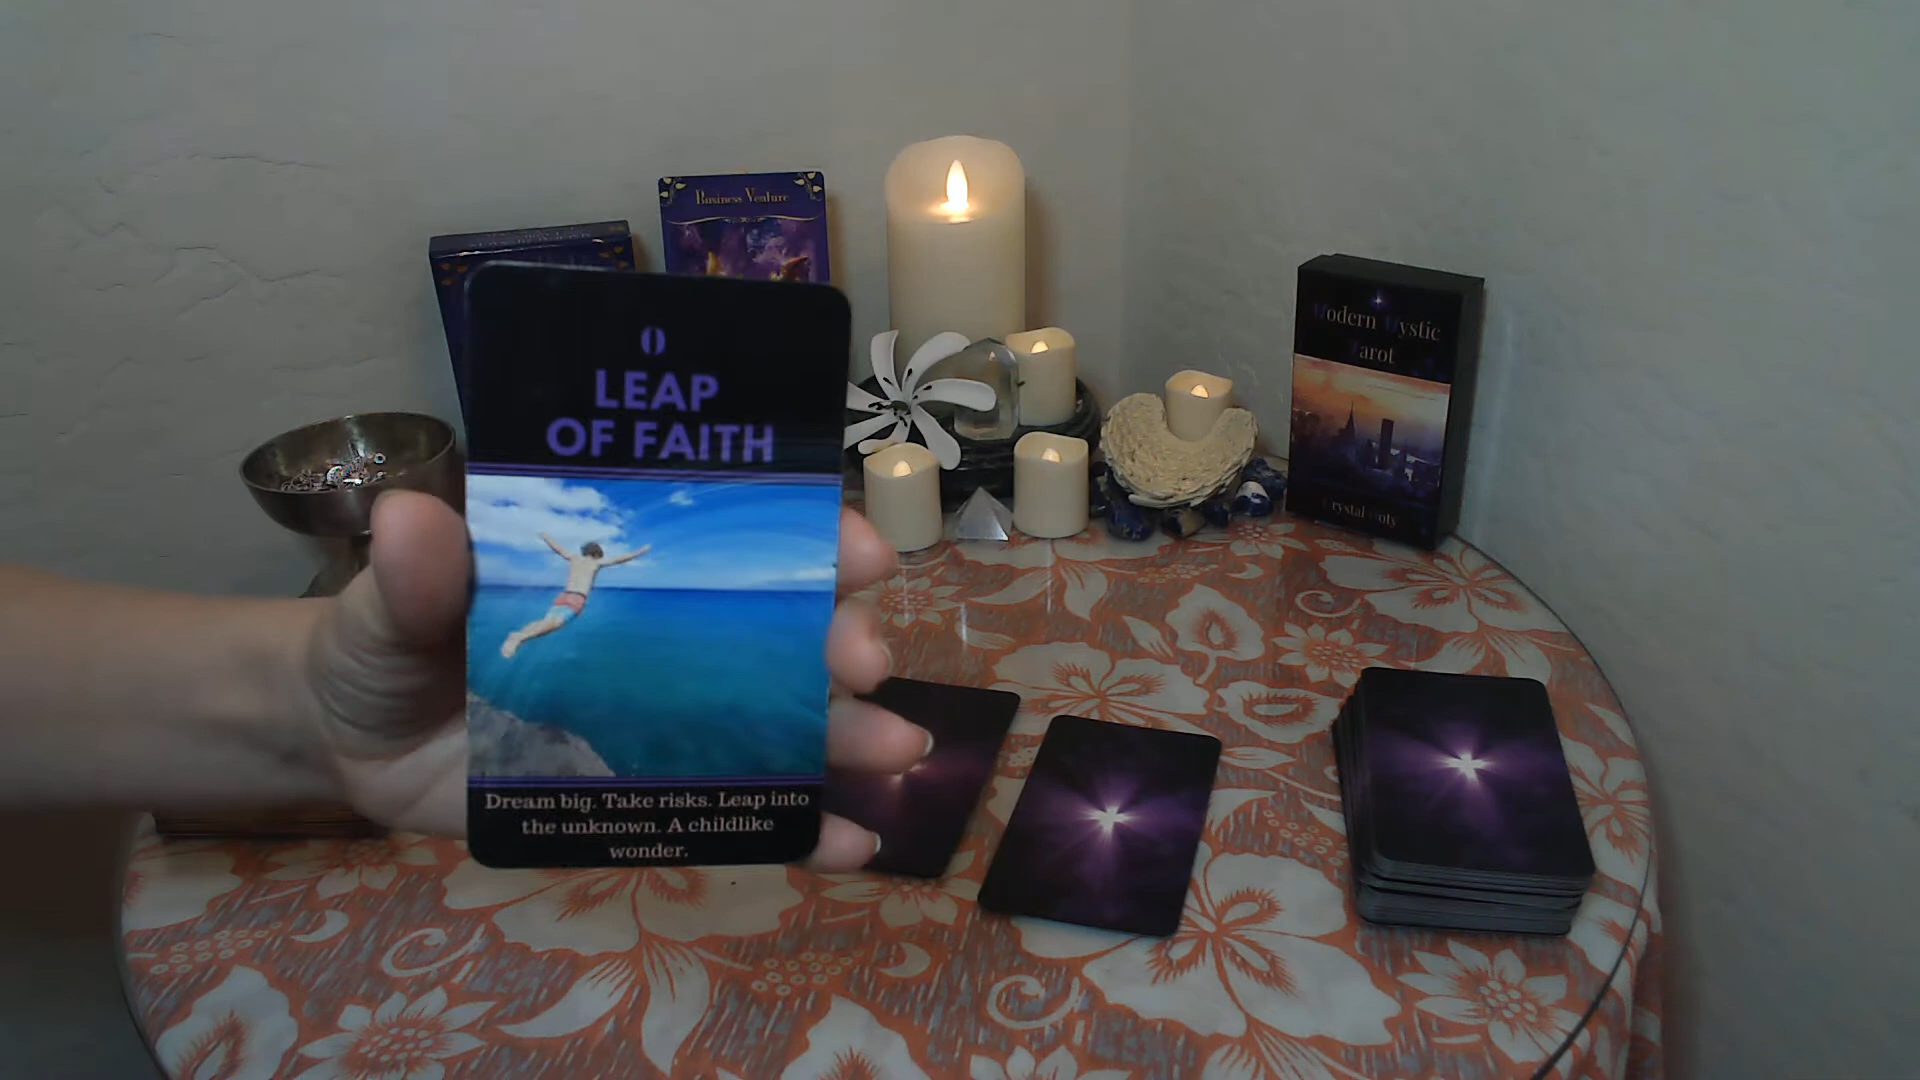 Business Venture
0
LEAP
OF FAITH
Dream big. Take risks. Leap into
the unknown. A childlike
wonder.
Modern Mystic
Tarot